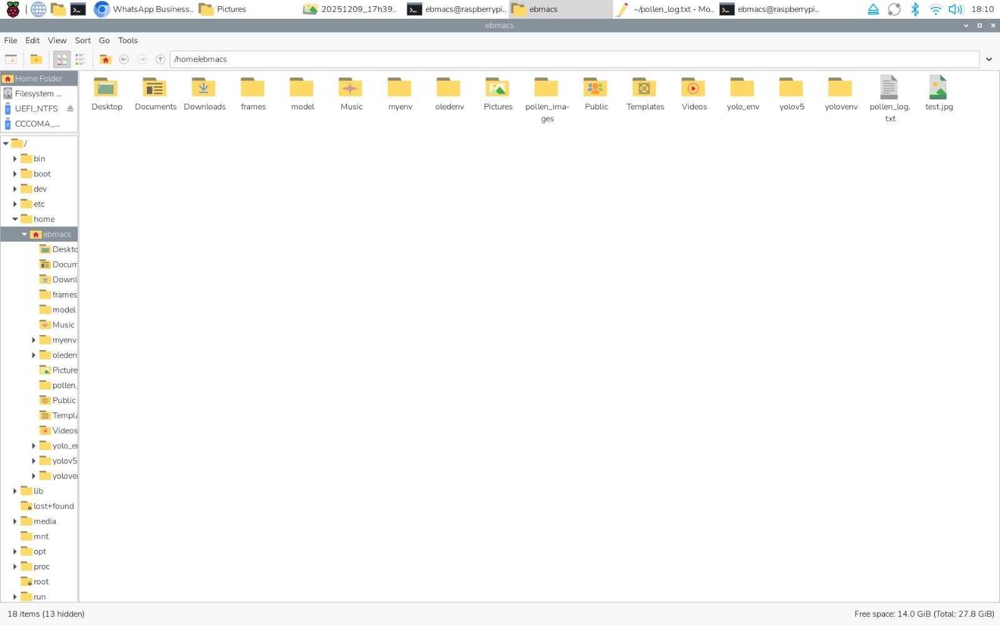 WhatsApp Business.. Pictures 20251209_17h39.. ebmacs@raspberrypi.. ebmacs ~/pollen_log.txt - Mo.. ebmacs@raspberrypi.. 18:10
ebmacs
File Edit View Sort Go Tools
/home/ebmacs
Home Folder
Filesystem ...
UEFI_NTFS
CCCOMA_...
/
bin
boot
dev
etc
home
ebmacs
Deskto
Docum
Downl
frames
model
Music
myenv
oleden
Picture
pollen_
Public
Templa
Videos
yolo_en
yolov5
yoloven
lib
lost+found
media
mnt
opt
proc
root
run
Desktop Documents Downloads frames model Music myenv oledenv Pictures pollen_ima- Public Templates Videos yolo_env yolov5 yolovenv pollen_log. test.jpg
ges txt
18 items (13 hidden) Free space: 14.0 GiB (Total: 27.8 GiB)